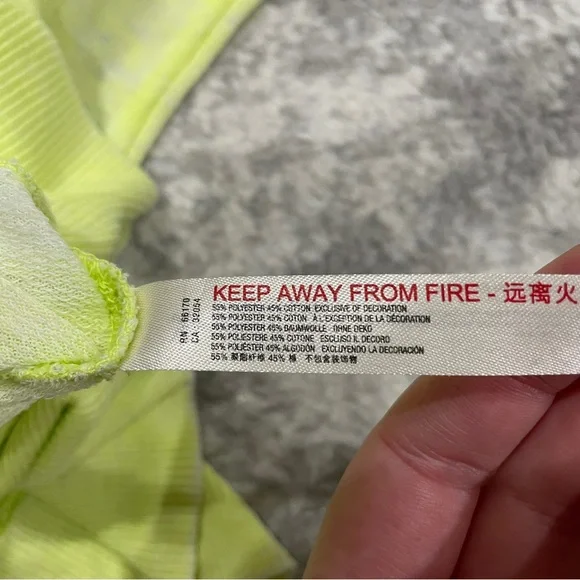 RN 66170
CA 30054
KEEP AWAY FROM FIRE - 远离火
55% POLYESTER 45% COTTON EXCLUSIVE OF DECORATION
55% POLYESTER 45% COTON À L'EXCEPTION DE LA DÉCORATION
55% POLYESTER 45% BAUMWOLLE OHNE DEKO
55% POLIESTERE 45% COTONE ESCLUSO IL DECORO
55% POLIÉSTER 45% ALGODÓN EXCLUYENDO LA DECORACIÓN
55% 聚酯纤维 45% 棉 不包含装饰售